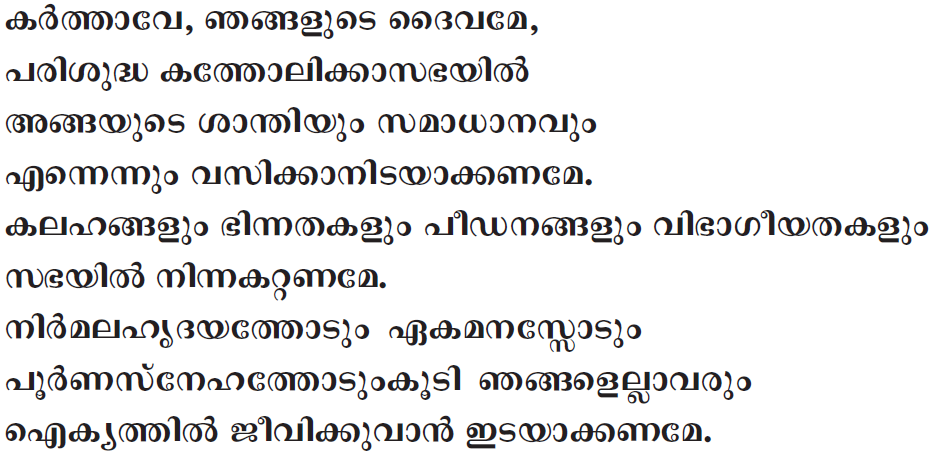 കർത്താവേ, ഞങ്ങളുടെ ദൈവമേ,
പരിശുദ്ധ കത്തോലിക്കാസഭയിൽ
അങ്ങയുടെ ശാന്തിയും സമാധാനവും
എന്നെന്നും വസിക്കാനിടയാക്കണമേ.
കലഹങ്ങളും ഭിന്നതകളും പീഡനങ്ങളും വിഭാഗീയതകളും
സഭയിൽ നിന്നകറ്റണമേ.
നിർമലഹൃദയത്തോടും ഏകമനസ്സോടും
പൂർണസ്നേഹത്തോടുംകൂടി ഞങ്ങളെല്ലാവരും
ഐക്യത്തിൽ ജീവിക്കുവാൻ ഇടയാക്കണമേ.